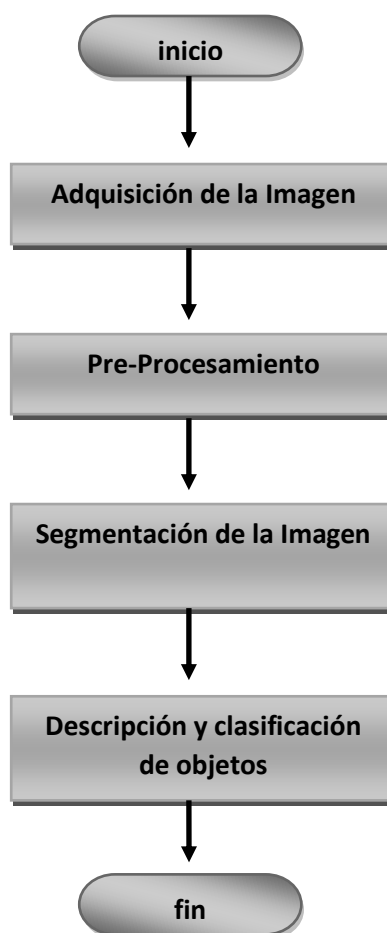 inicio
Adquisición de la Imagen
Pre-Procesamiento
Segmentación de la Imagen
Descripción y clasificación
de objetos
fin